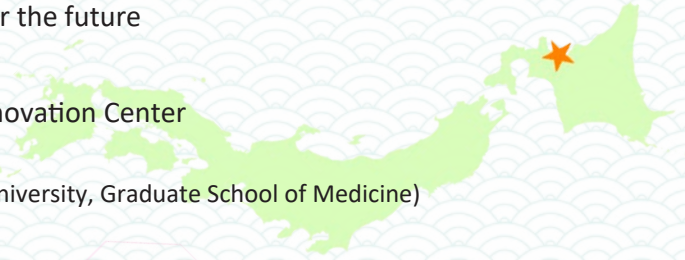 r the future
novation Center
niversity, Graduate School of Medicine)